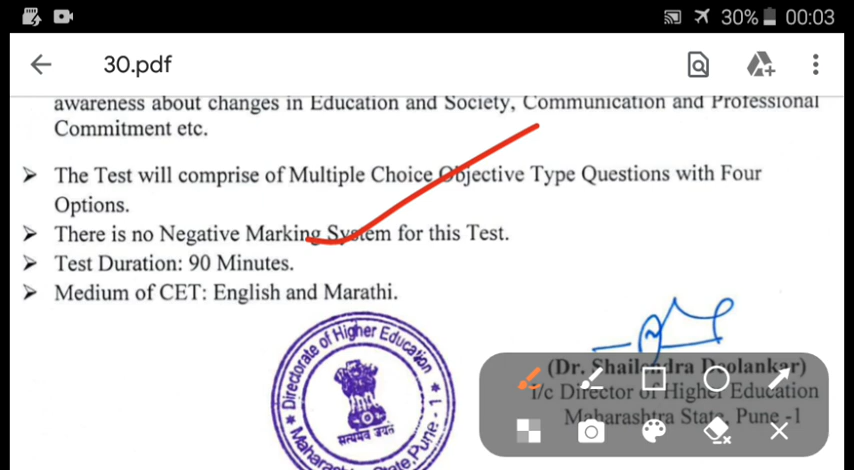 30% 00:03
30.pdf
awareness about changes in Education and Society, Communication and Professional
Commitment etc.
➤ The Test will comprise of Multiple Choice Objective Type Questions with Four
Options.
➤ There is no Negative Marking System for this Test.
➤ Test Duration: 90 Minutes.
➤ Medium of CET: English and Marathi.
Directorate of Higher Education
सत्यमेव जयते
* Maharashtra State, Pune - 1 *
(Dr. Shailendra Deolankar)
I/c Director of Higher Education
Maharashtra State, Pune -1